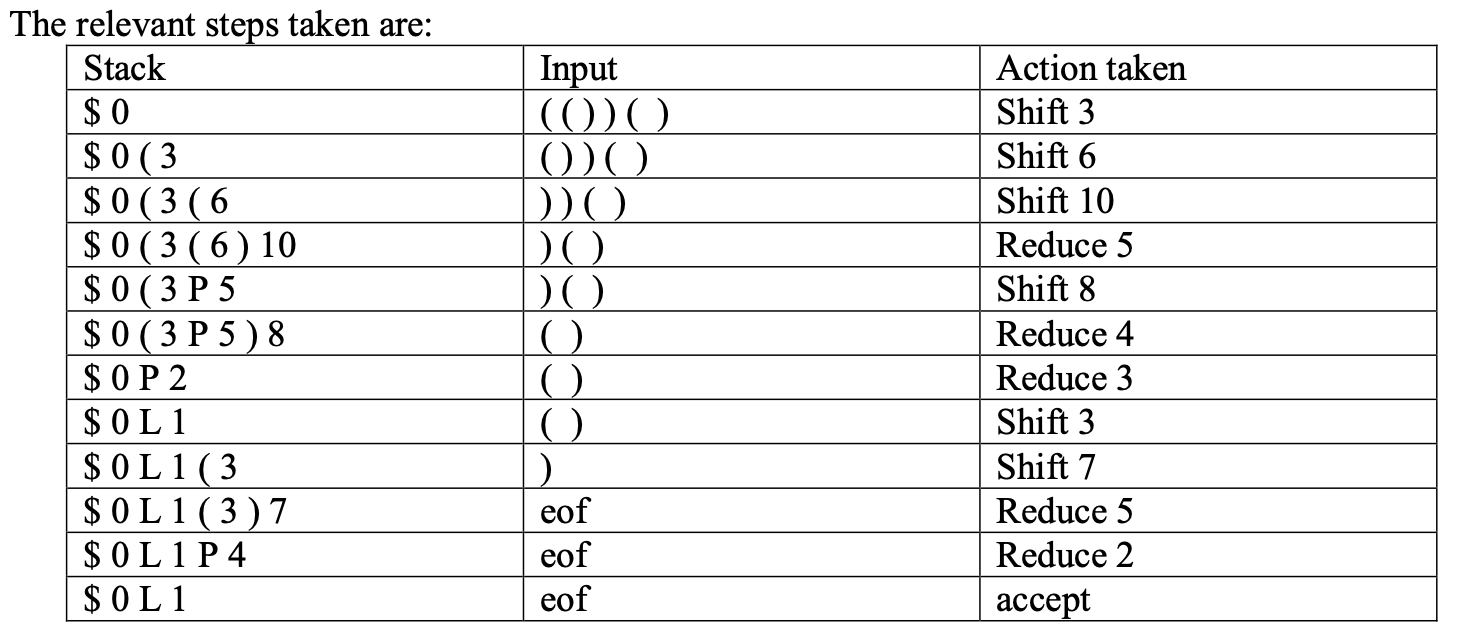 The relevant steps taken are:
Stack Input Action taken
$ 0 ( ( ) ) ( ) Shift 3
$ 0 ( 3 ( ) ) ( ) Shift 6
$ 0 ( 3 ( 6 ) ) ( ) Shift 10
$ 0 ( 3 ( 6 ) 10 ) ( ) Reduce 5
$ 0 ( 3 P 5 ) ( ) Shift 8
$ 0 ( 3 P 5 ) 8 ( ) Reduce 4
$ 0 P 2 ( ) Reduce 3
$ 0 L 1 ( ) Shift 3
$ 0 L 1 ( 3 ) Shift 7
$ 0 L 1 ( 3 ) 7 eof Reduce 5
$ 0 L 1 P 4 eof Reduce 2
$ 0 L 1 eof accept